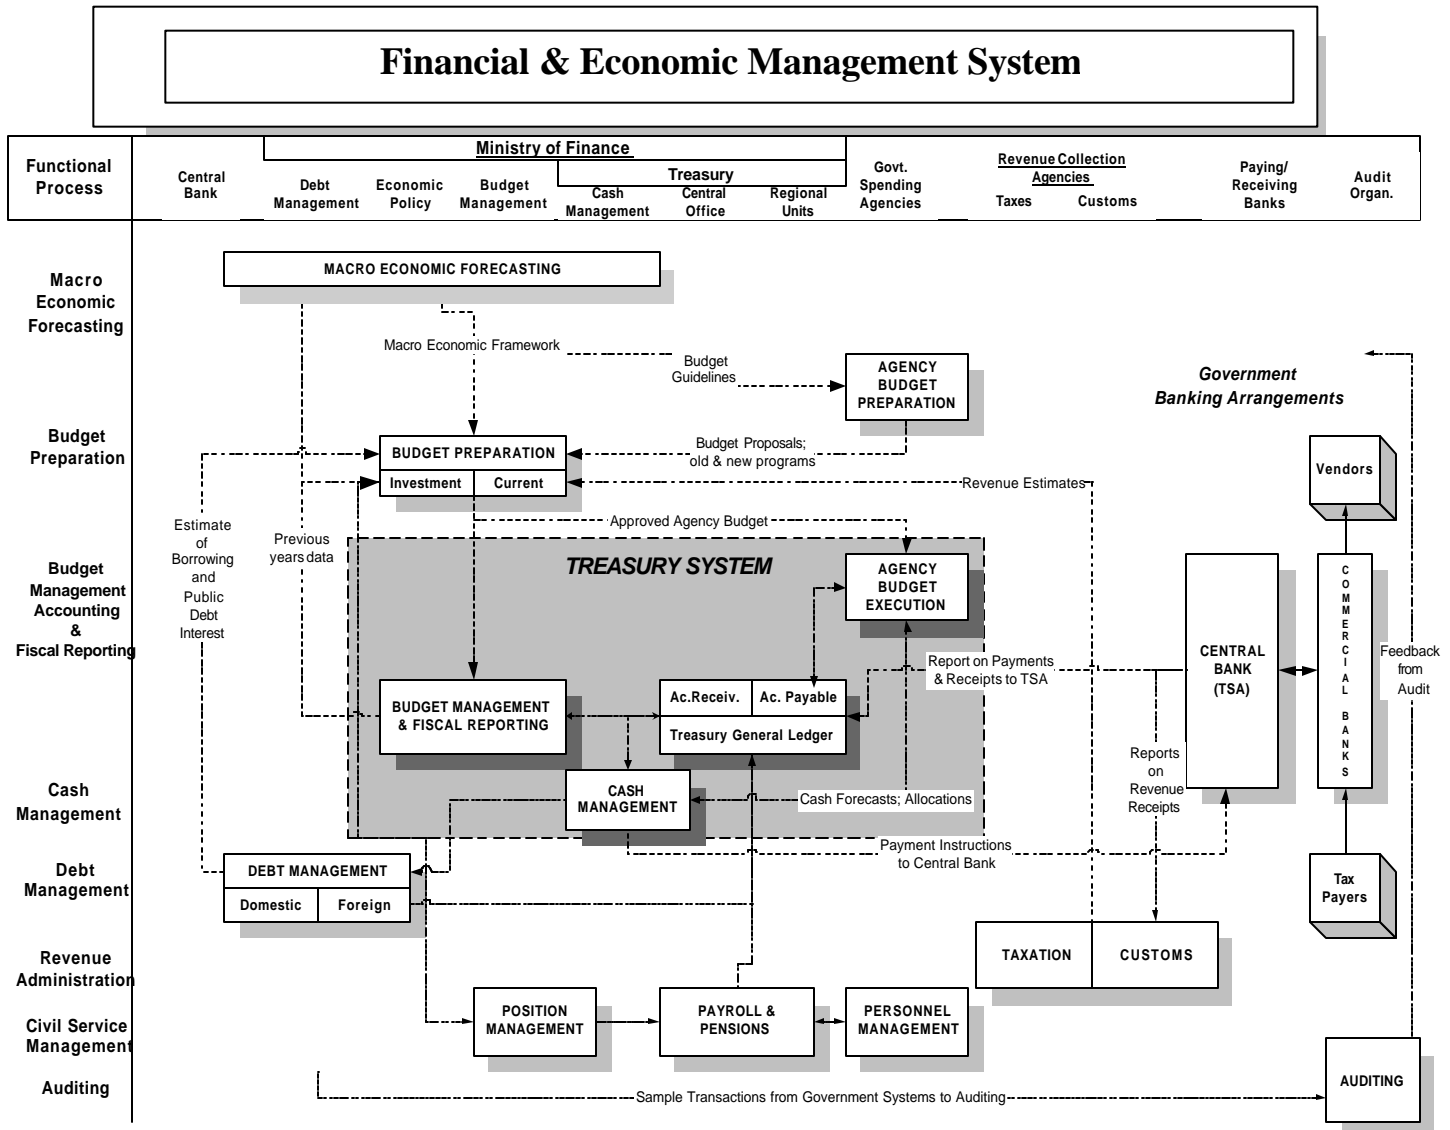 Financial & Economic Management System
Functional
Process
Central
Bank
Ministry of Finance
Debt
Management
Economic
Policy
Budget
Management
Treasury
Cash
Management
Central
Office
Regional
Units
Govt.
Spending
Agencies
Revenue Collection
Agencies
Taxes
Customs
Paying/
Receiving
Banks
Audit
Organ.
Macro
Economic
Forecasting
MACRO ECONOMIC FORECASTING
Macro Economic Framework
Budget
Guidelines
AGENCY
BUDGET
PREPARATION
Government
Banking Arrangements
Budget
Preparation
BUDGET PREPARATION
Investment
Current
Budget Proposals;
old & new programs
Revenue Estimates
Vendors
Estimate
of
Borrowing
and
Public
Debt
Interest
Previous
years data
Approved Agency Budget
Budget
Management
Accounting
&
Fiscal Reporting
TREASURY SYSTEM
AGENCY
BUDGET
EXECUTION
CENTRAL
BANK
(TSA)
COMMERCIAL BANKS
Feedback
from
Audit
Report on Payments
& Receipts to TSA
BUDGET MANAGEMENT
& FISCAL REPORTING
Ac.Receiv.
Ac. Payable
Treasury General Ledger
Reports
on
Revenue
Receipts
Cash
Management
CASH
MANAGEMENT
Cash Forecasts; Allocations
Payment Instructions
to Central Bank
Debt
Management
DEBT MANAGEMENT
Domestic
Foreign
Tax
Payers
Revenue
Administration
TAXATION
CUSTOMS
Civil Service
Management
POSITION
MANAGEMENT
PAYROLL &
PENSIONS
PERSONNEL
MANAGEMENT
Auditing
AUDITING
Sample Transactions from Government Systems to Auditing